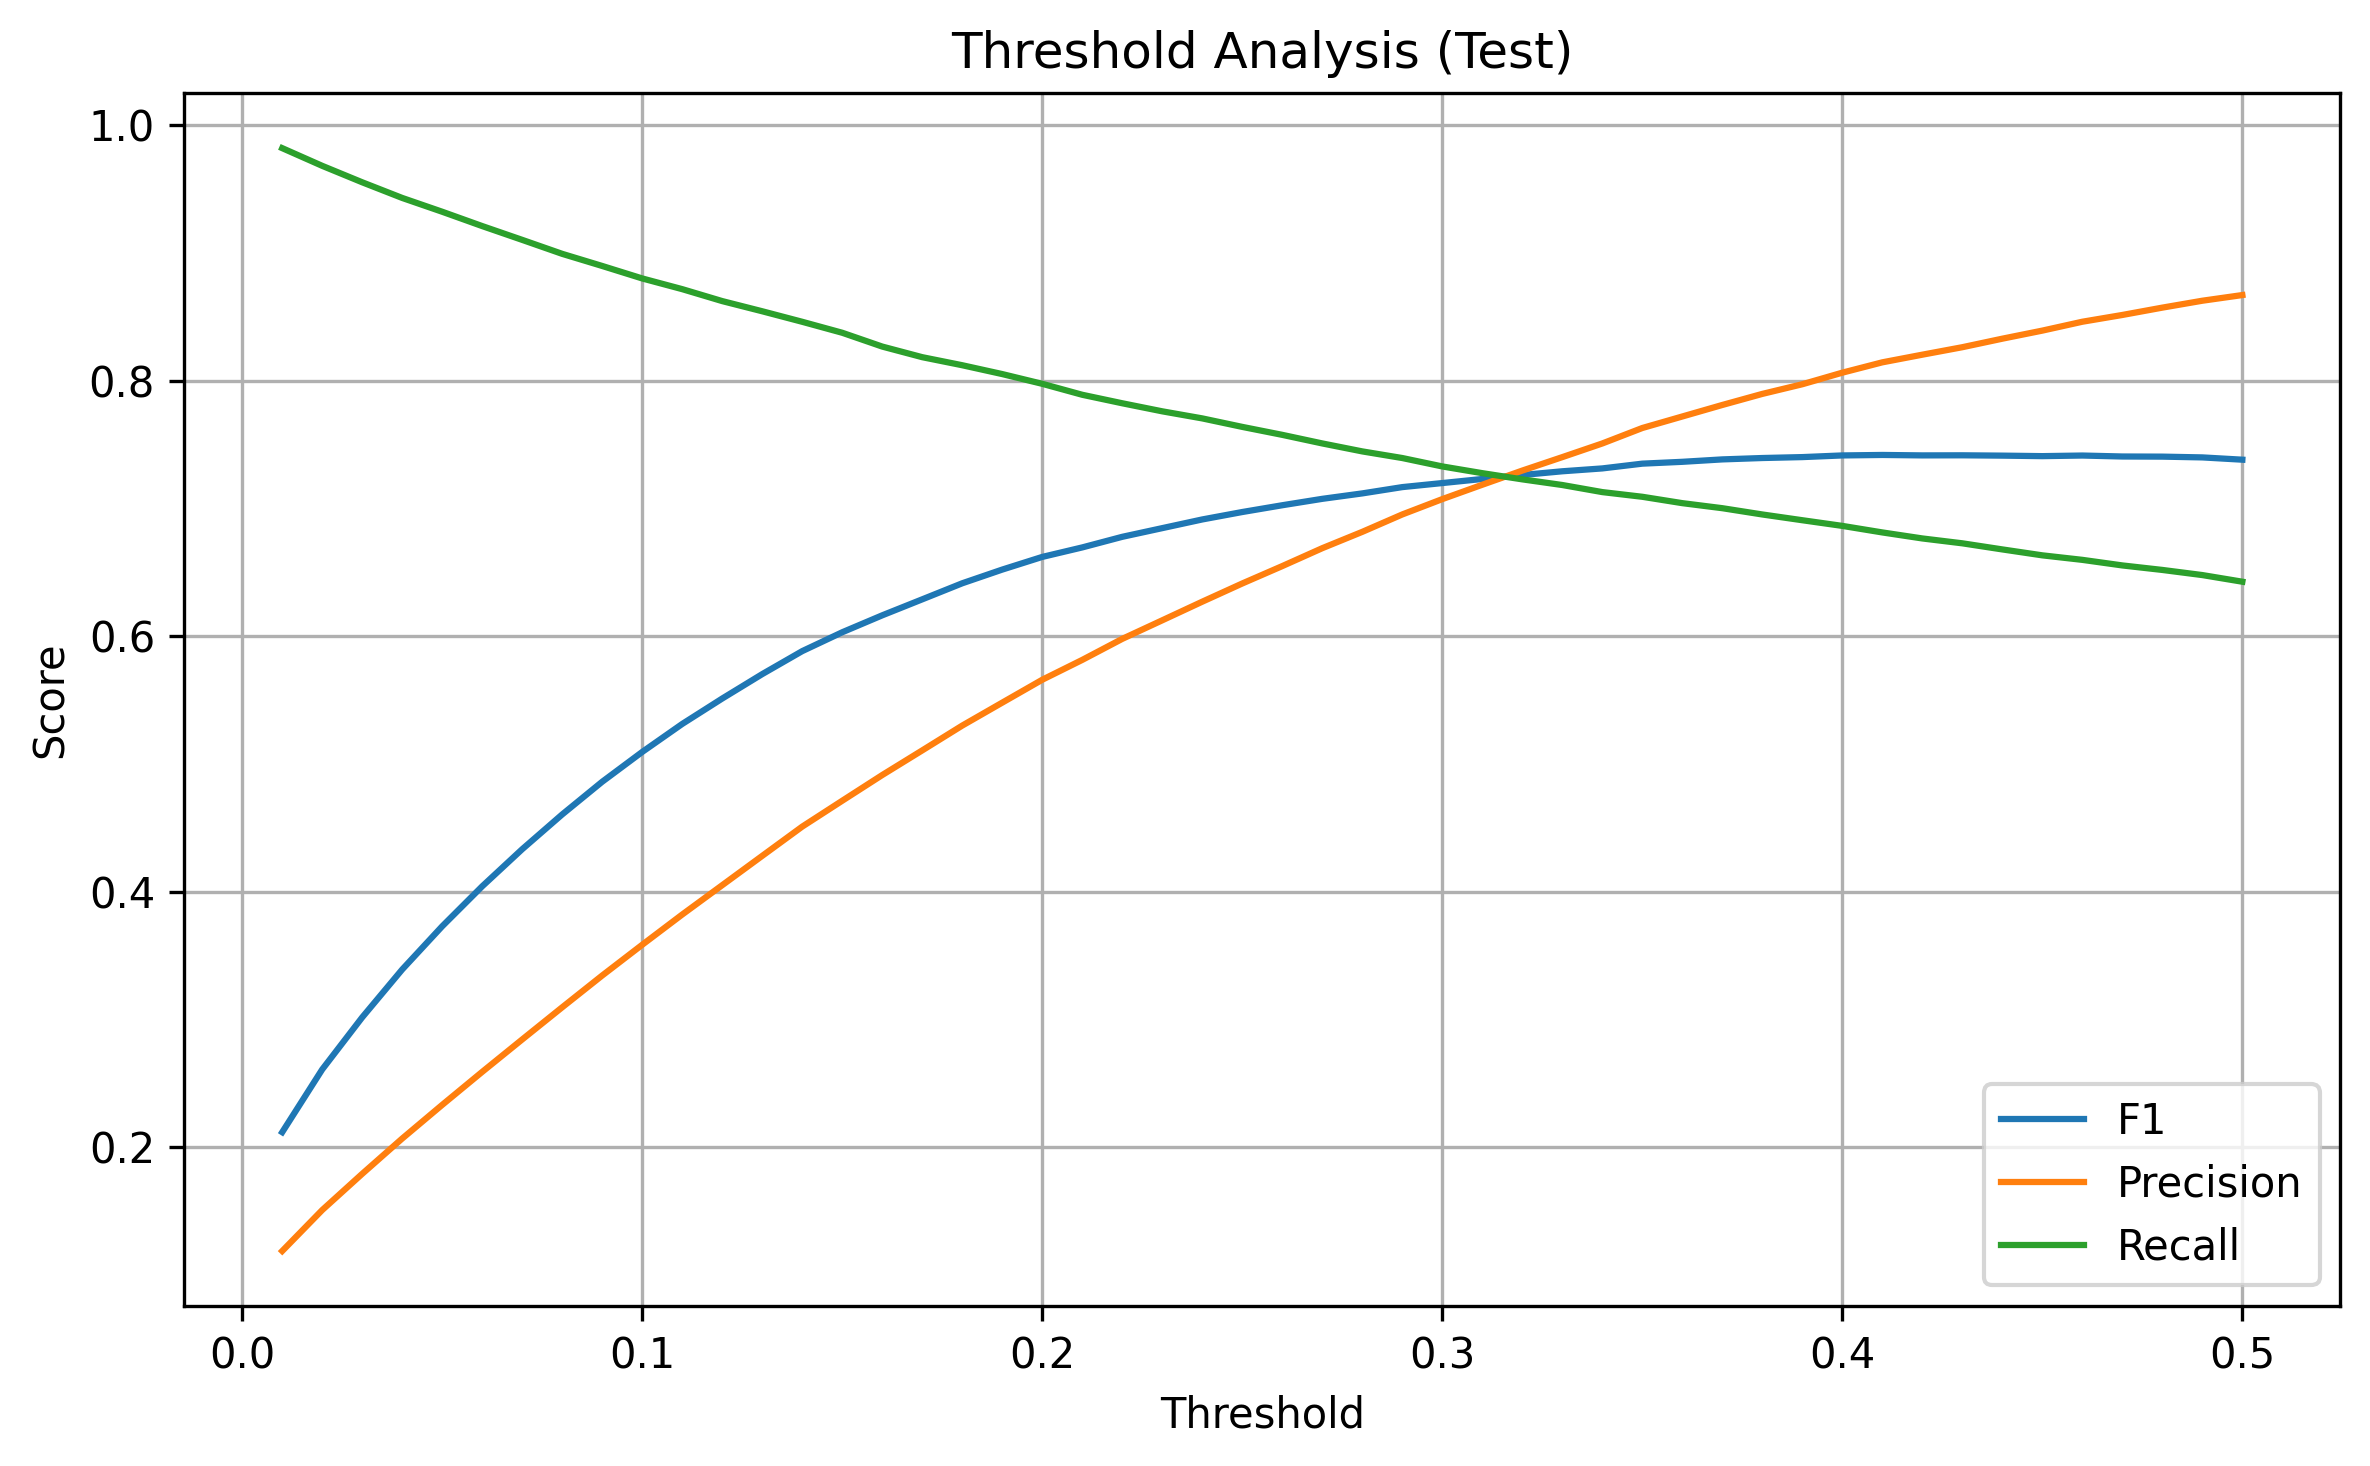 Threshold Analysis (Test)
1.0
0.8
0.6
0.4
0.2
Score
0.0 0.1 0.2 0.3 0.4 0.5
Threshold
F1
Precision
Recall